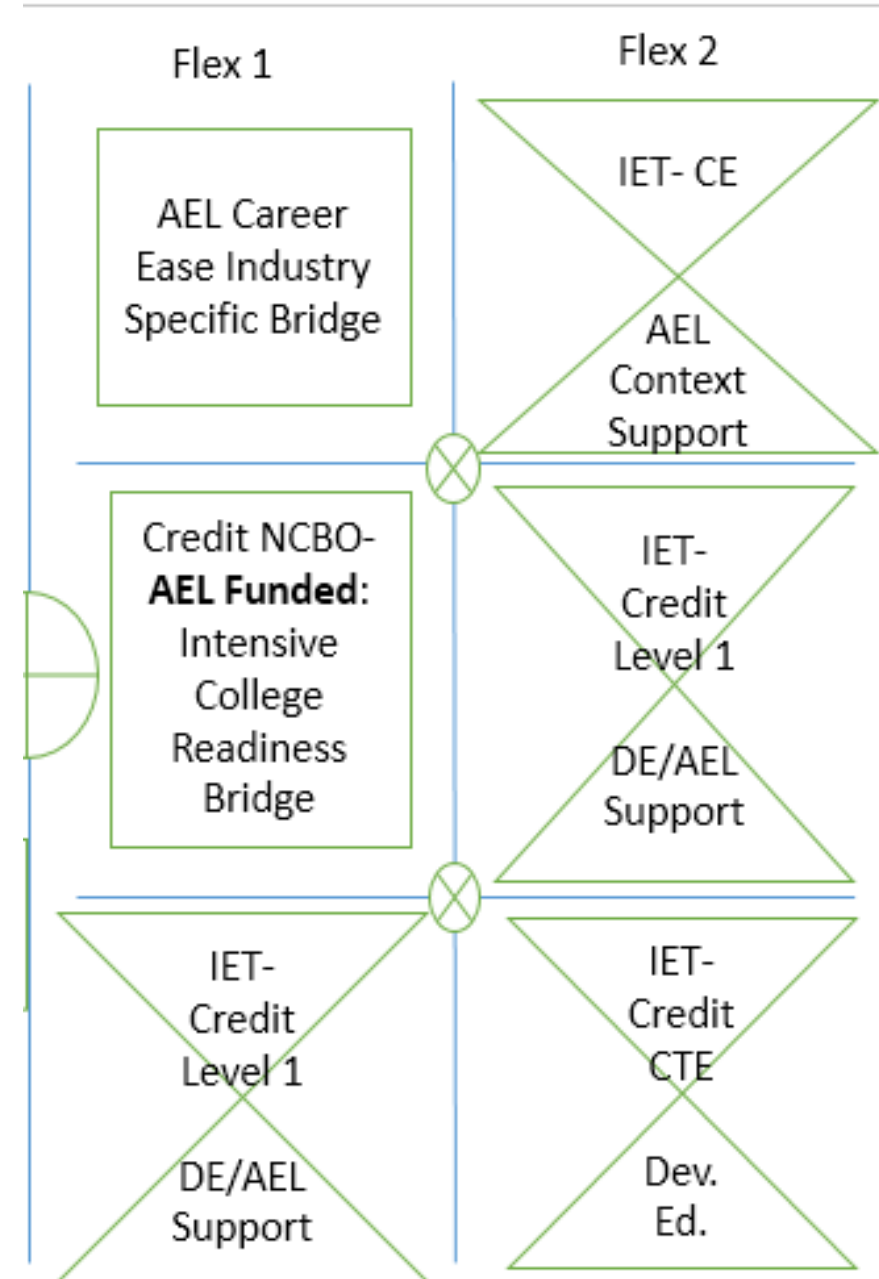 Flex 1
Flex 2
AEL Career
Ease Industry
Specific Bridge
IET- CE
AEL
Context
Support
Credit NCBO-
AEL Funded:
Intensive
College
Readiness
Bridge
IET-
Credit
Level 1
DE/AEL
Support
IET-
Credit
Level 1
DE/AEL
Support
IET-
Credit
CTE
Dev.
Ed.